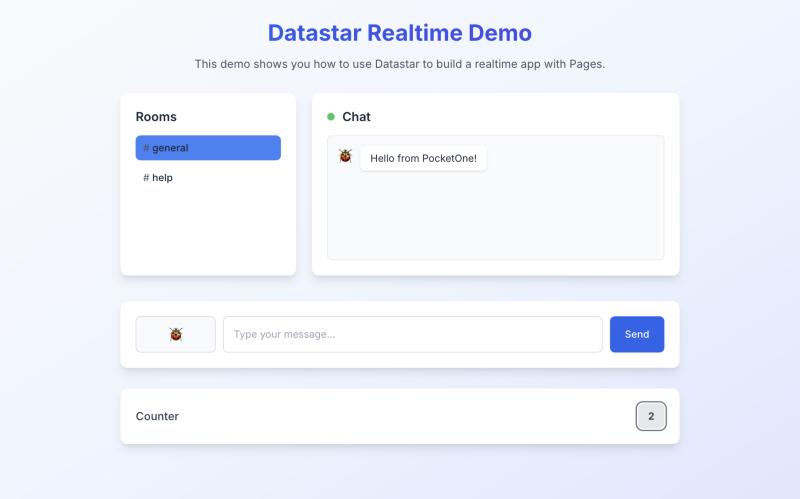 Datastar Realtime Demo
This demo shows you how to use Datastar to build a realtime app with Pages.
Rooms
# general
# help
Chat
Hello from PocketOne!
Type your message...
Send
Counter
2